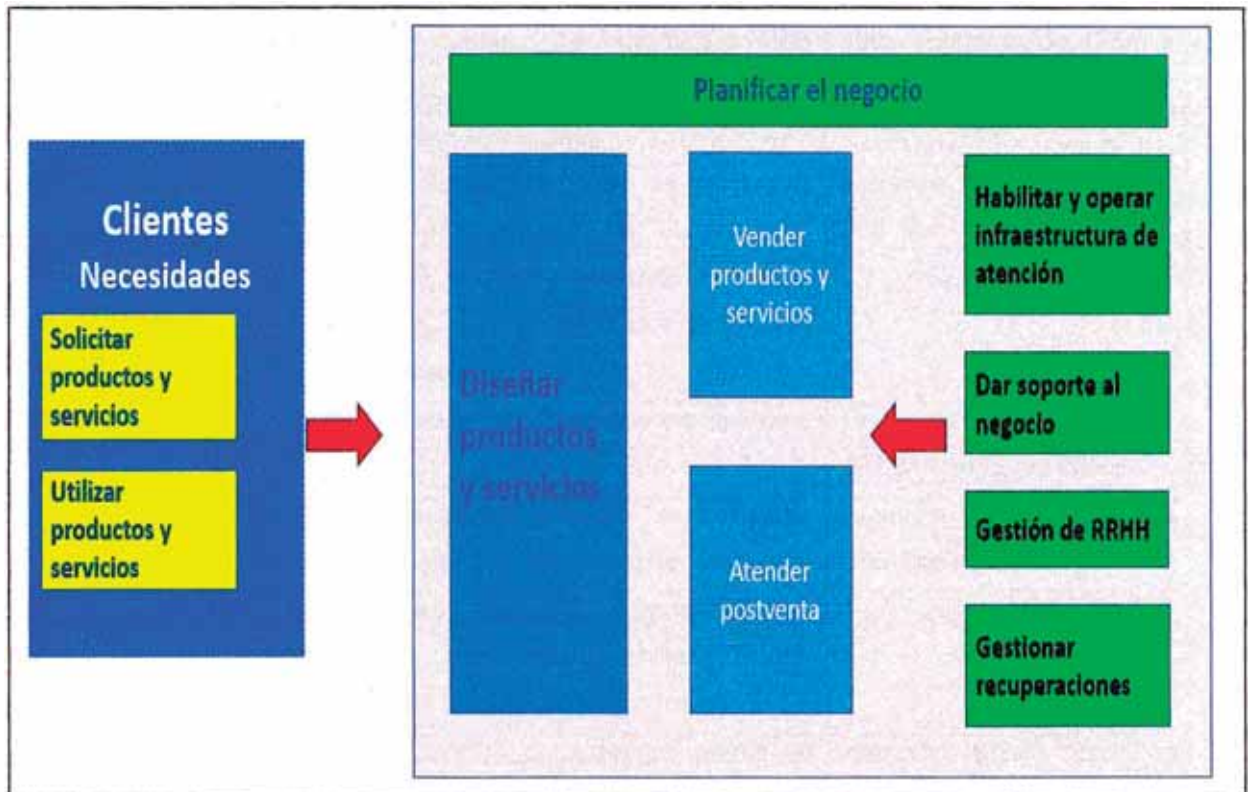 Planificar el negocio
Clientes
Necesidades
Solicitar
productos y
servicios
Utilizar
productos y
servicios
Diseñar
productos
y servicios
Vender
productos y
servicios
Atender
postventa
Habilitar y operar
infraestructura de
atención
Dar soporte al
negocio
Gestión de RRHH
Gestionar
recuperaciones